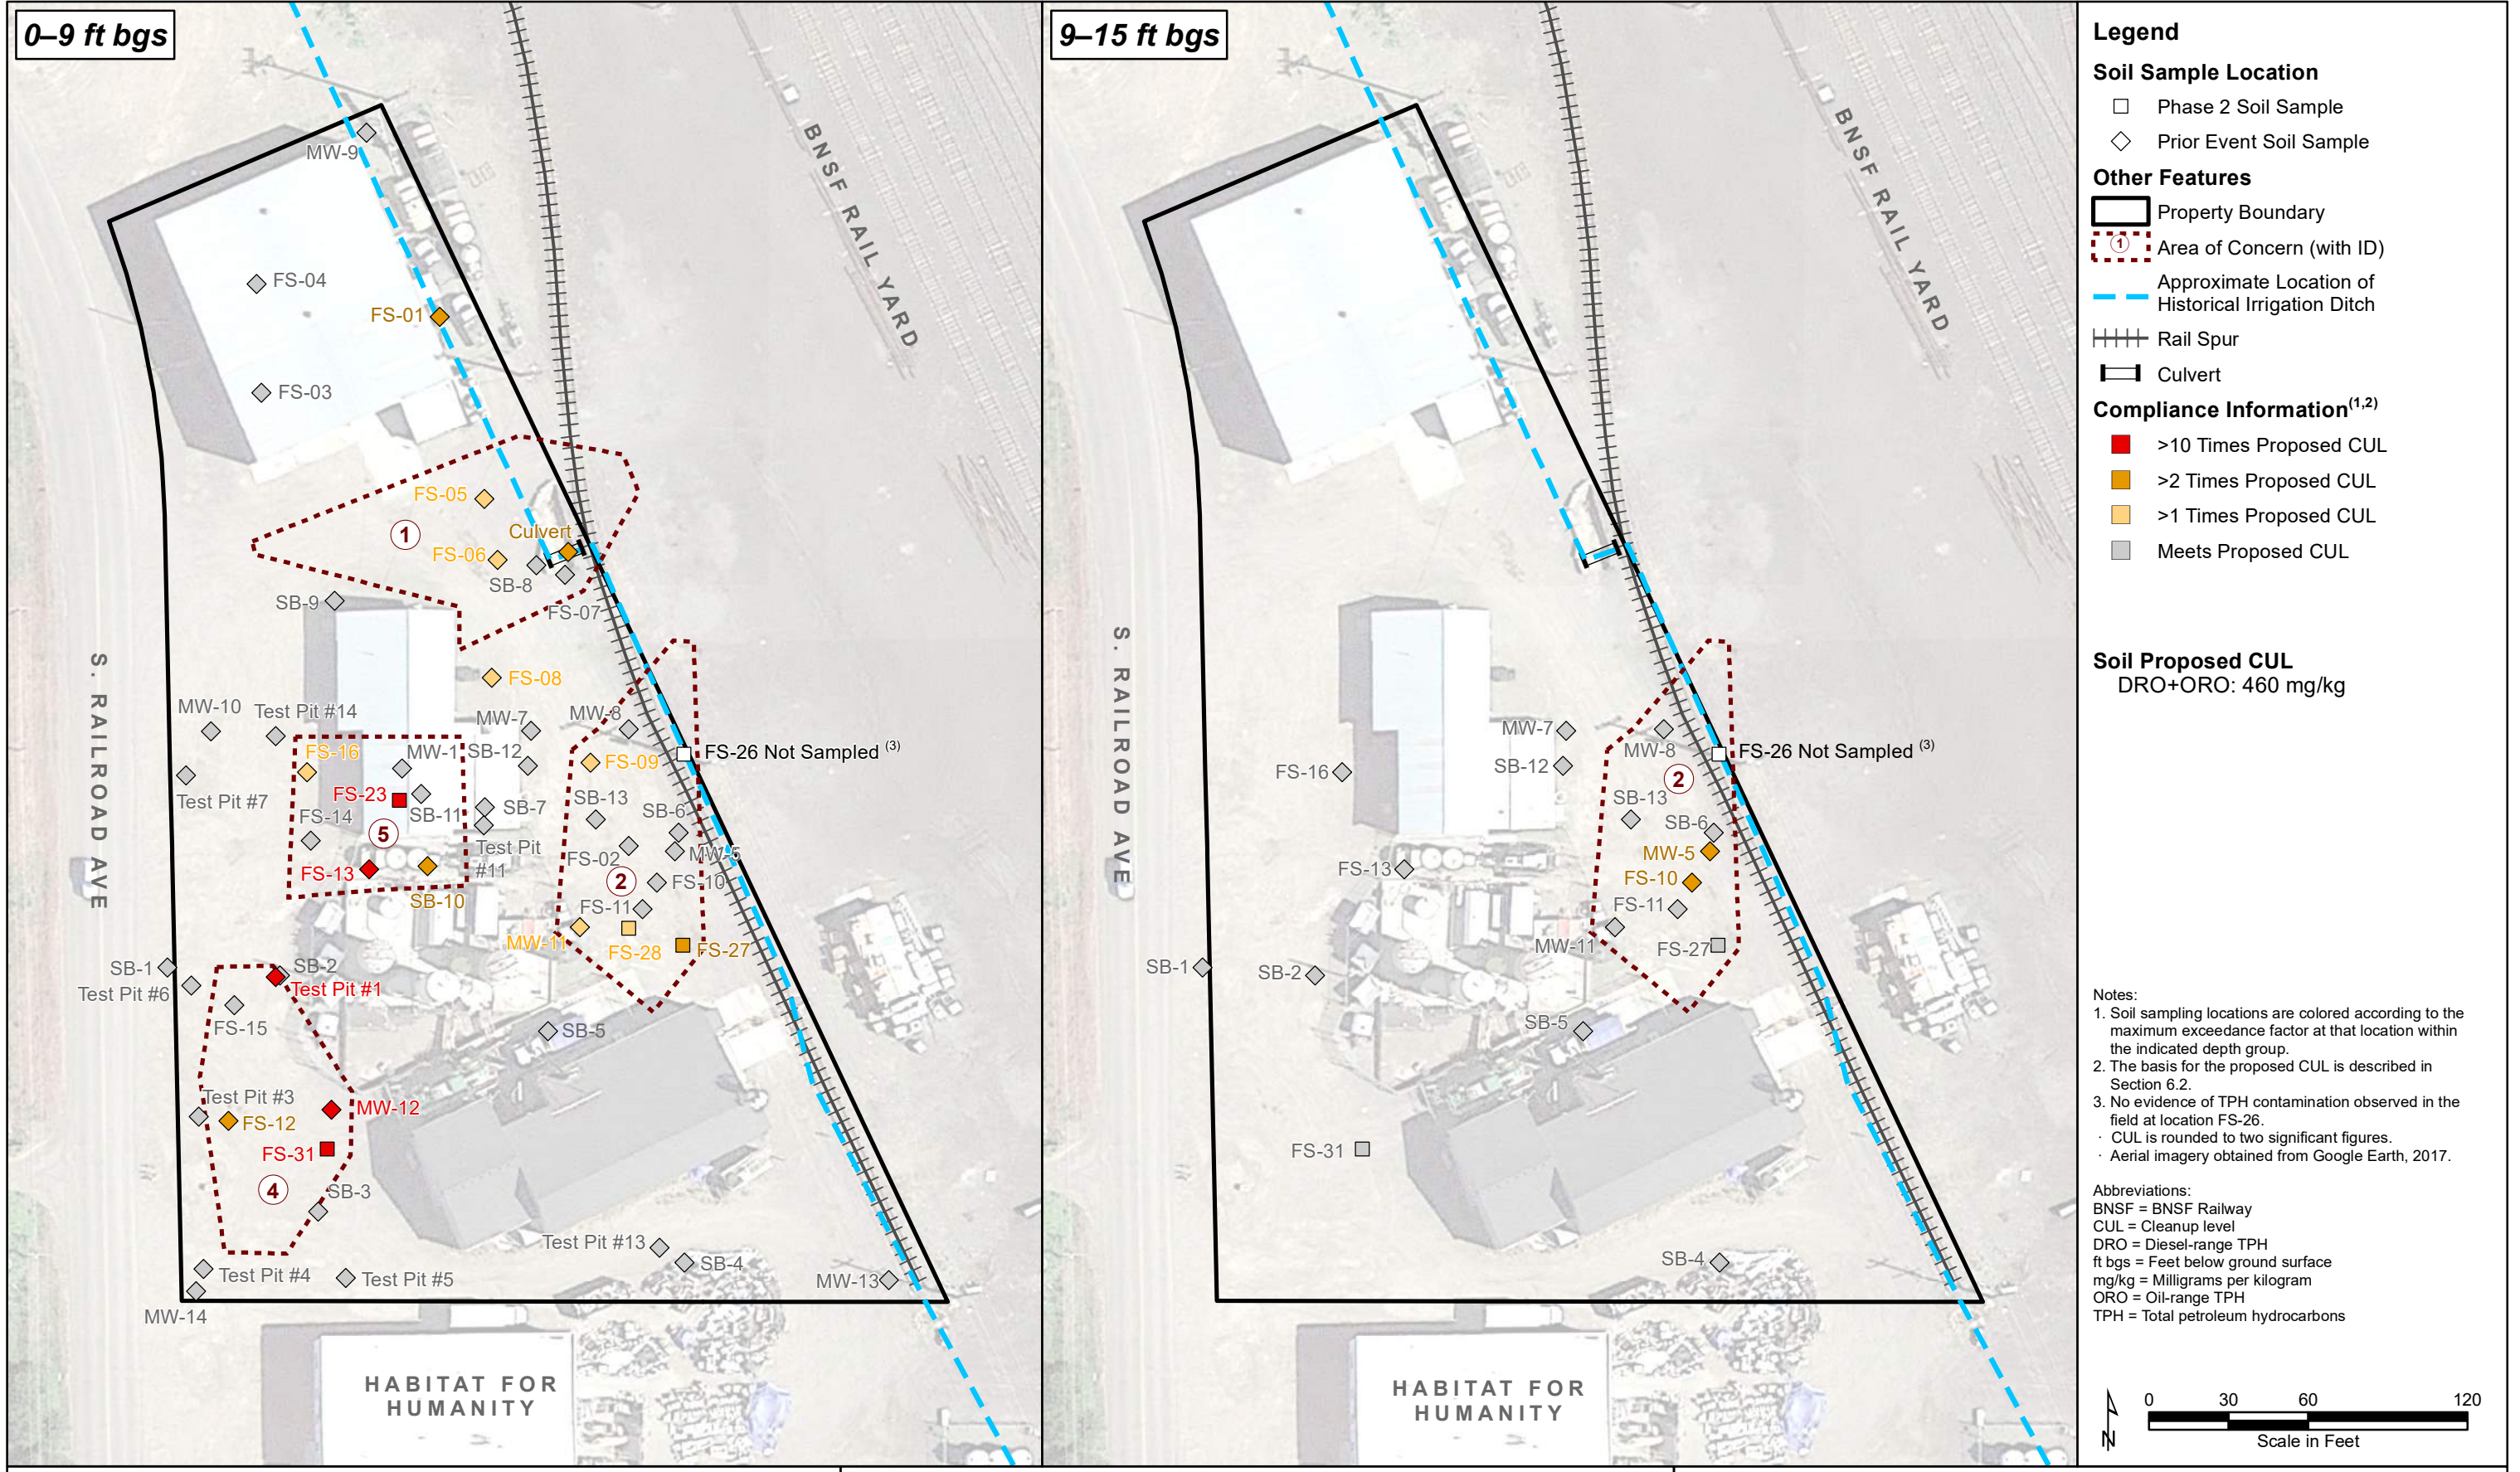 0–9 ft bgs
MW-9
BNSF RAIL YARD
FS-04
FS-01
FS-03
FS-05
1
Culvert
FS-06
SB-8
SB-9
FS-07
S. RAILROAD AVE
FS-08
MW-10
Test Pit #14
MW-7
MW-8
FS-16
MW-1
SB-12
FS-26 Not Sampled (3)
FS-09
Test Pit #7
FS-23
SB-13
FS-14
SB-11
SB-7
SB-6
5
Test Pit
#11
FS-02
MW-5
FS-13
2
FS-10
SB-10
FS-11
MW-11
FS-28
FS-27
SB-1
SB-2
Test Pit #6
Test Pit #1
FS-15
SB-5
Test Pit #3
MW-12
FS-12
FS-31
4
SB-3
Test Pit #13
SB-4
Test Pit #4
Test Pit #5
MW-13
MW-14
HABITAT FOR
HUMANITY
9–15 ft bgs
BNSF RAIL YARD
S. RAILROAD AVE
MW-7
MW-8
FS-26 Not Sampled (3)
SB-12
FS-16
2
SB-13
SB-6
MW-5
FS-13
FS-10
FS-11
MW-11
FS-27
SB-1
SB-2
SB-5
FS-31
SB-4
HABITAT FOR
HUMANITY
Legend
Soil Sample Location
Phase 2 Soil Sample
Prior Event Soil Sample
Other Features
Property Boundary
1 Area of Concern (with ID)
Approximate Location of
Historical Irrigation Ditch
Rail Spur
Culvert
Compliance Information(1,2)
>10 Times Proposed CUL
>2 Times Proposed CUL
>1 Times Proposed CUL
Meets Proposed CUL
Soil Proposed CUL
DRO+ORO: 460 mg/kg
Notes:
1. Soil sampling locations are colored according to the
maximum exceedance factor at that location within
the indicated depth group.
2. The basis for the proposed CUL is described in
Section 6.2.
3. No evidence of TPH contamination observed in the
field at location FS-26.
· CUL is rounded to two significant figures.
· Aerial imagery obtained from Google Earth, 2017.
Abbreviations:
BNSF = BNSF Railway
CUL = Cleanup level
DRO = Diesel-range TPH
ft bgs = Feet below ground surface
mg/kg = Milligrams per kilogram
ORO = Oil-range TPH
TPH = Total petroleum hydrocarbons
N
0 30 60 120
Scale in Feet